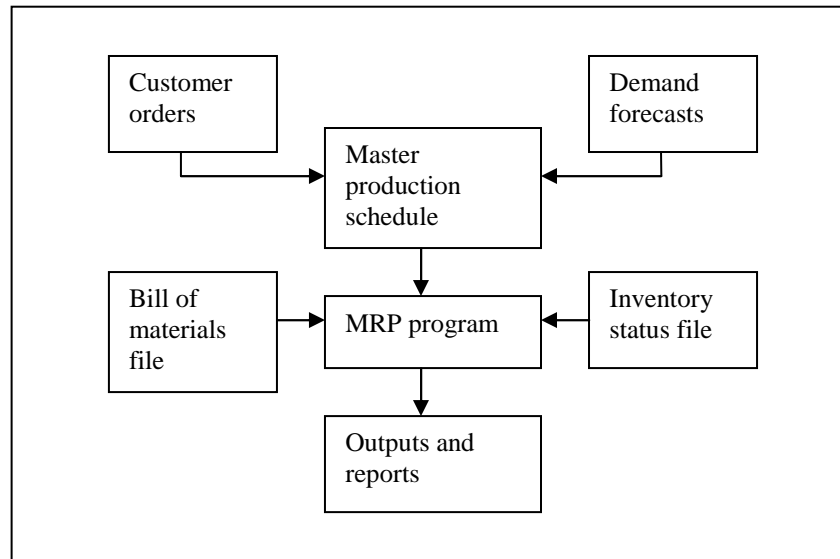 Customer
orders
Demand
forecasts
Master
production
schedule
Bill of
materials
file
MRP program
Inventory
status file
Outputs and
reports